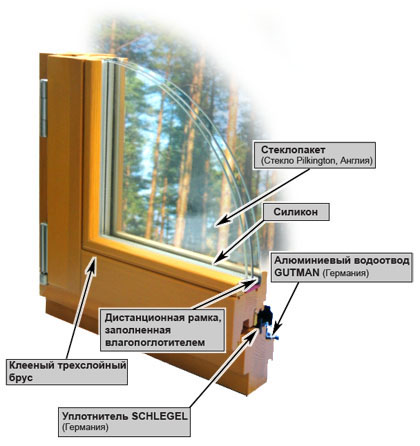 Стеклопакет
(Стекло Pilkington, Англия)
Силикон
Алюминиевый водоотвод
GUTMAN (Германия)
Дистанционная рамка,
заполненная
влагопоглотителем
Клееный трехслойный
брус
Уплотнитель SCHLEGEL
(Германия)